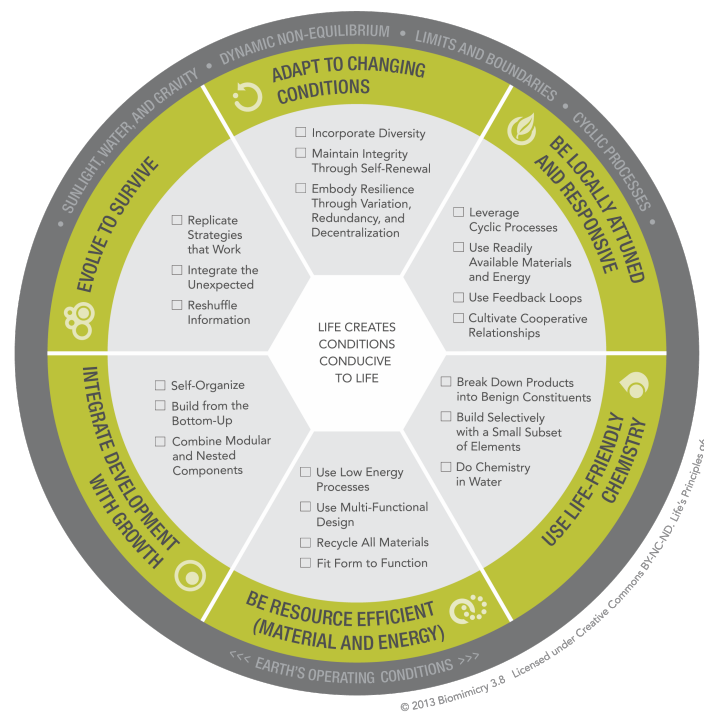 • SUNLIGHT, WATER, AND GRAVITY • DYNAMIC NON-EQUILIBRIUM • LIMITS AND BOUNDARIES • CYCLIC PROCESSES •
ADAPT TO CHANGING
CONDITIONS
Incorporate Diversity
Maintain Integrity
Through Self-Renewal
Embody Resilience
Through Variation,
Redundancy, and
Decentralization
BE LOCALLY ATTUNED
AND RESPONSIVE
Leverage
Cyclic Processes
Use Readily
Available Materials
and Energy
Use Feedback Loops
Cultivate Cooperative
Relationships
USE LIFE-FRIENDLY
CHEMISTRY
Break Down Products
into Benign Constituents
Build Selectively
with a Small Subset
of Elements
Do Chemistry
in Water
BE RESOURCE EFFICIENT
(MATERIAL AND ENERGY)
Use Low Energy
Processes
Use Multi-Functional
Design
Recycle All Materials
Fit Form to Function
INTEGRATE DEVELOPMENT
WITH GROWTH
Self-Organize
Build from the
Bottom-Up
Combine Modular
and Nested
Components
EVOLVE TO SURVIVE
Replicate
Strategies
that Work
Integrate the
Unexpected
Reshuffle
Information
LIFE CREATES
CONDITIONS
CONDUCIVE
TO LIFE
<<< EARTH'S OPERATING CONDITIONS >>>
© 2013 Biomimicry 3.8 Licensed under Creative Commons BY-NC-ND. Life's Principles